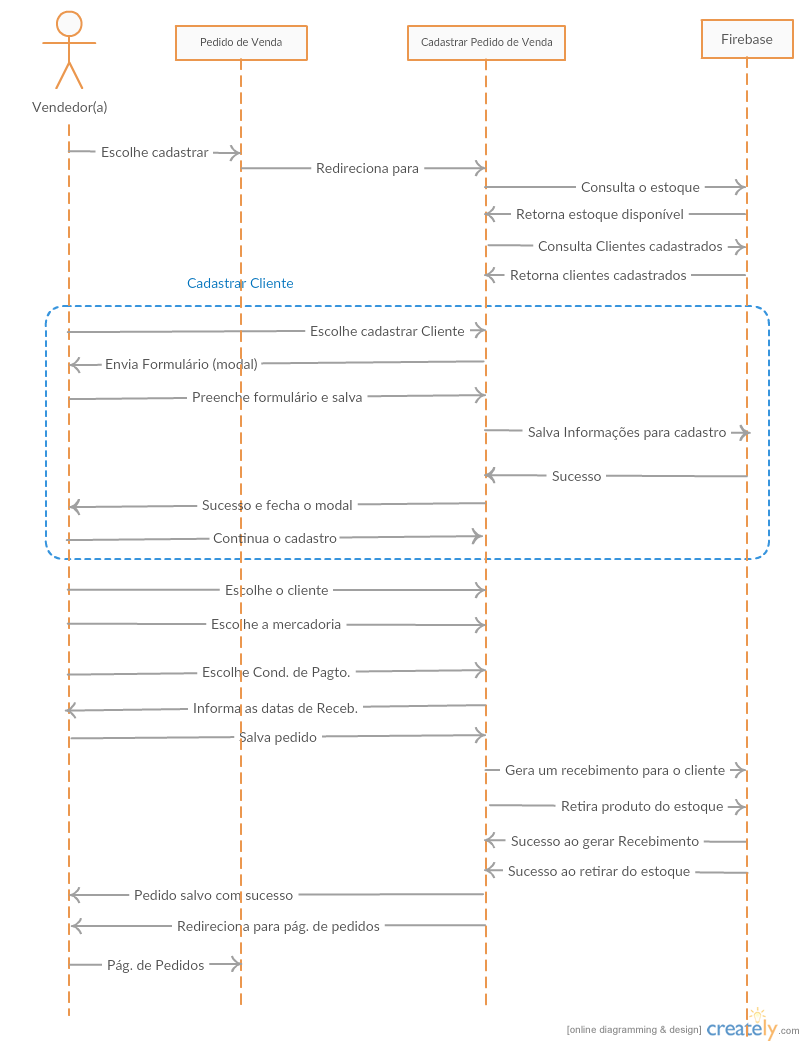 Pedido de Venda
Cadastrar Pedido de Venda
Firebase
Vendedor(a)
Escolhe cadastrar
Redireciona para
Consulta o estoque
Retorna estoque disponível
Consulta Clientes cadastrados
Retorna clientes cadastrados
Cadastrar Cliente
Escolhe cadastrar Cliente
Envia Formulário (modal)
Preenche formulário e salva
Salva Informações para cadastro
Sucesso
Sucesso e fecha o modal
Continua o cadastro
Escolhe o cliente
Escolhe a mercadoria
Escolhe Cond. de Pagto.
Informa as datas de Receb.
Salva pedido
Gera um recebimento para o cliente
Retira produto do estoque
Sucesso ao gerar Recebimento
Sucesso ao retirar do estoque
Pedido salvo com sucesso
Redireciona para pág. de pedidos
Pág. de Pedidos
[online diagramming & design] creately.com